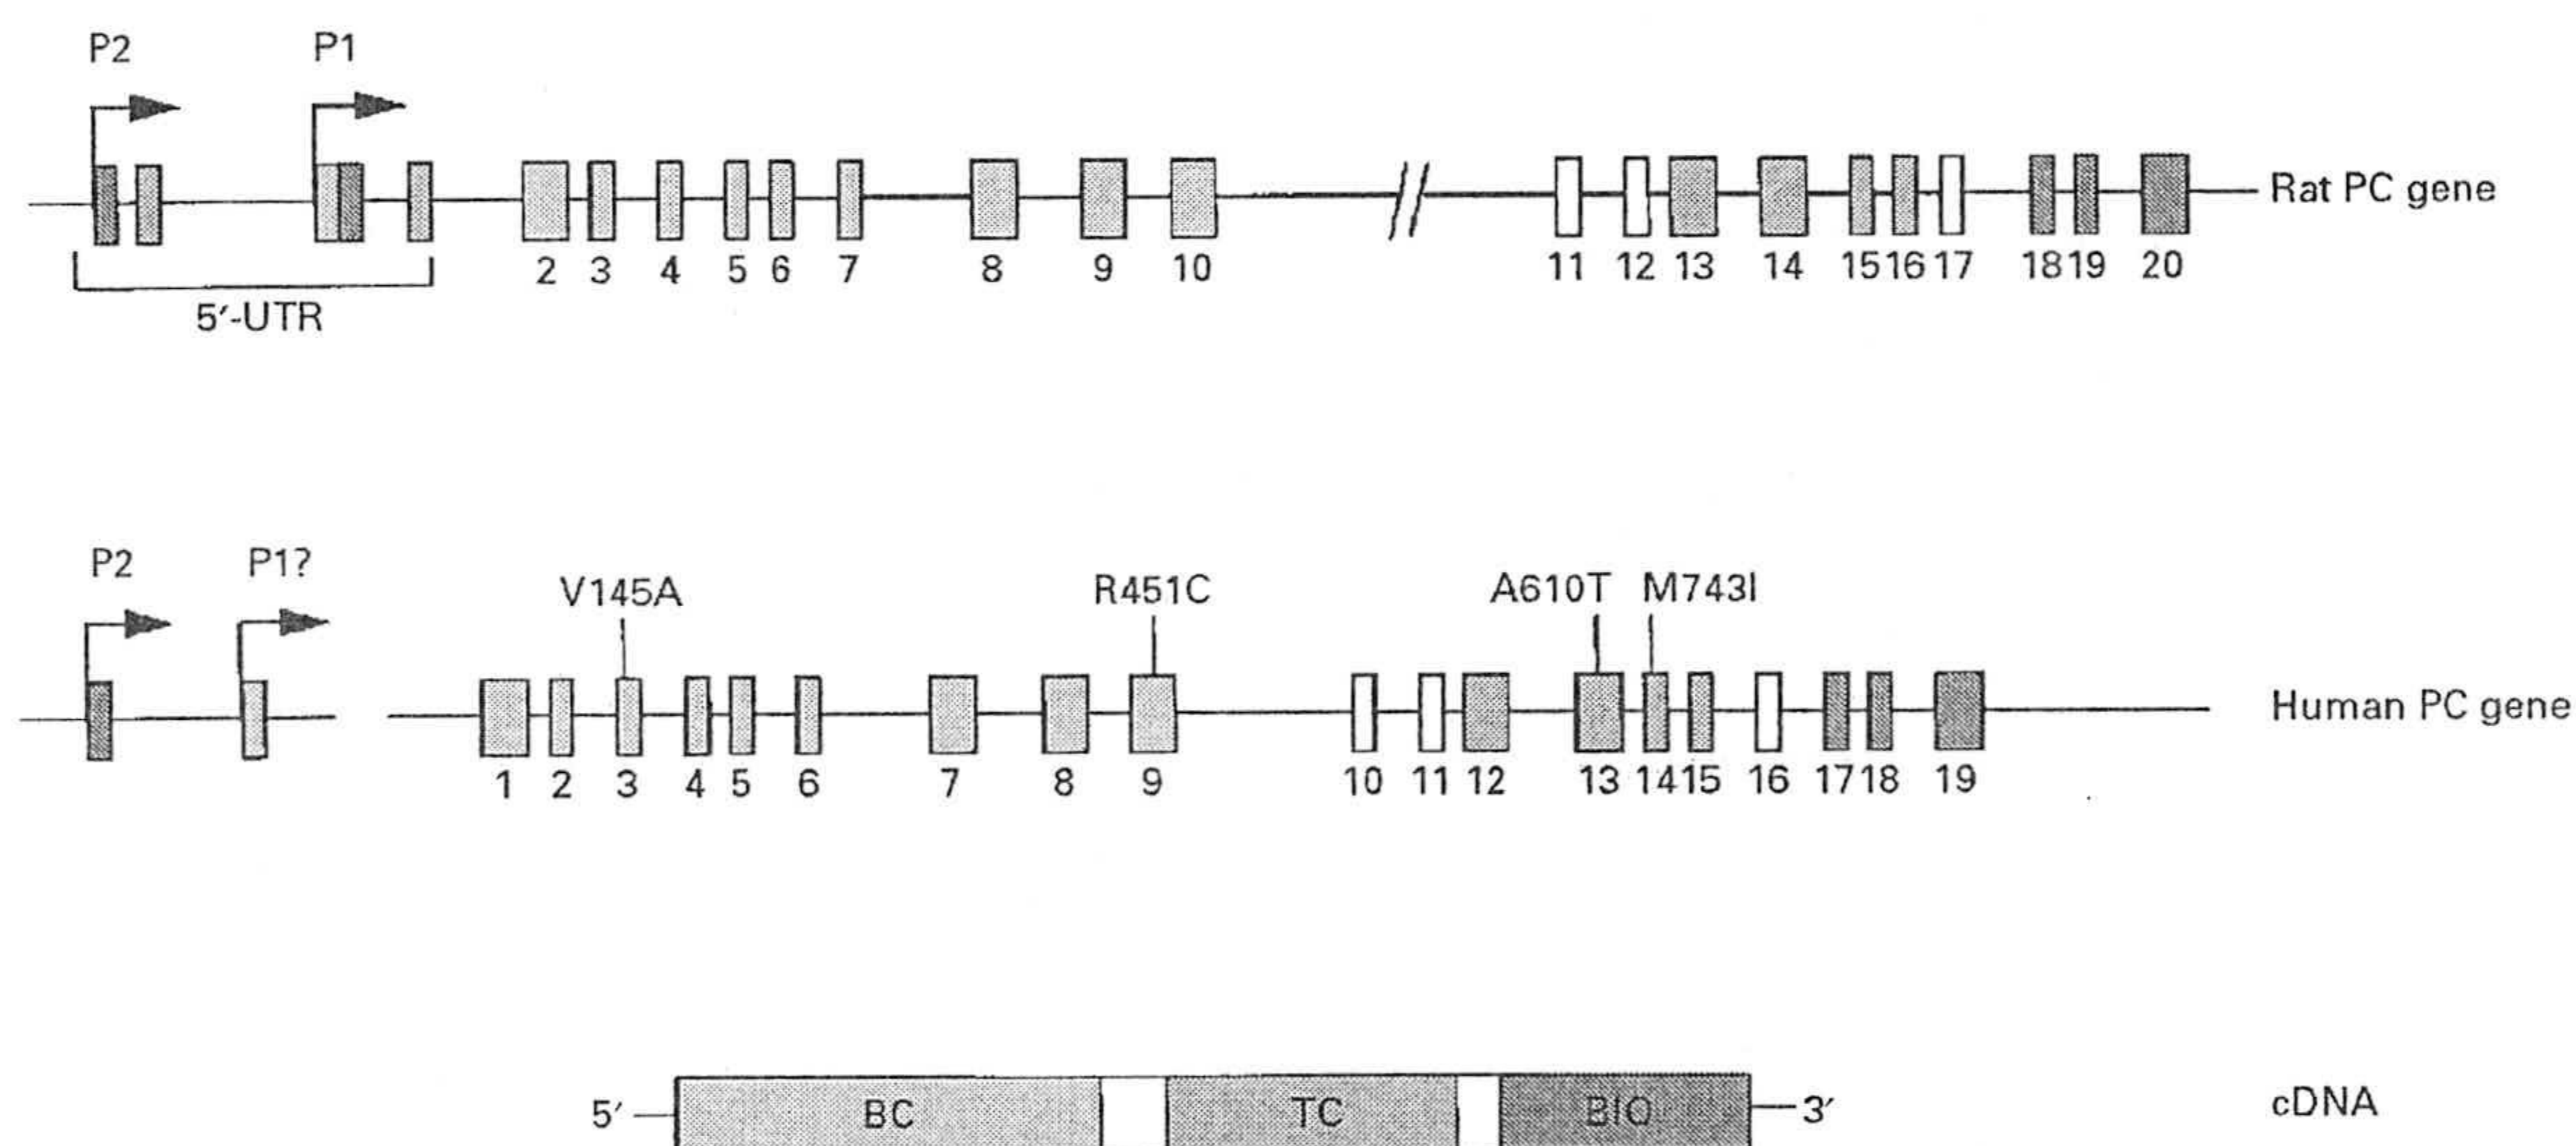 P2 P1
Rat PC gene
2 3 4 5 6 7 8 9 10 11 12 13 14 15 16 17 18 19 20
5′-UTR
P2 P1? V145A R451C A610T M743I
Human PC gene
1 2 3 4 5 6 7 8 9 10 11 12 13 14 15 16 17 18 19
5′ BC TC BIO 3′ cDNA